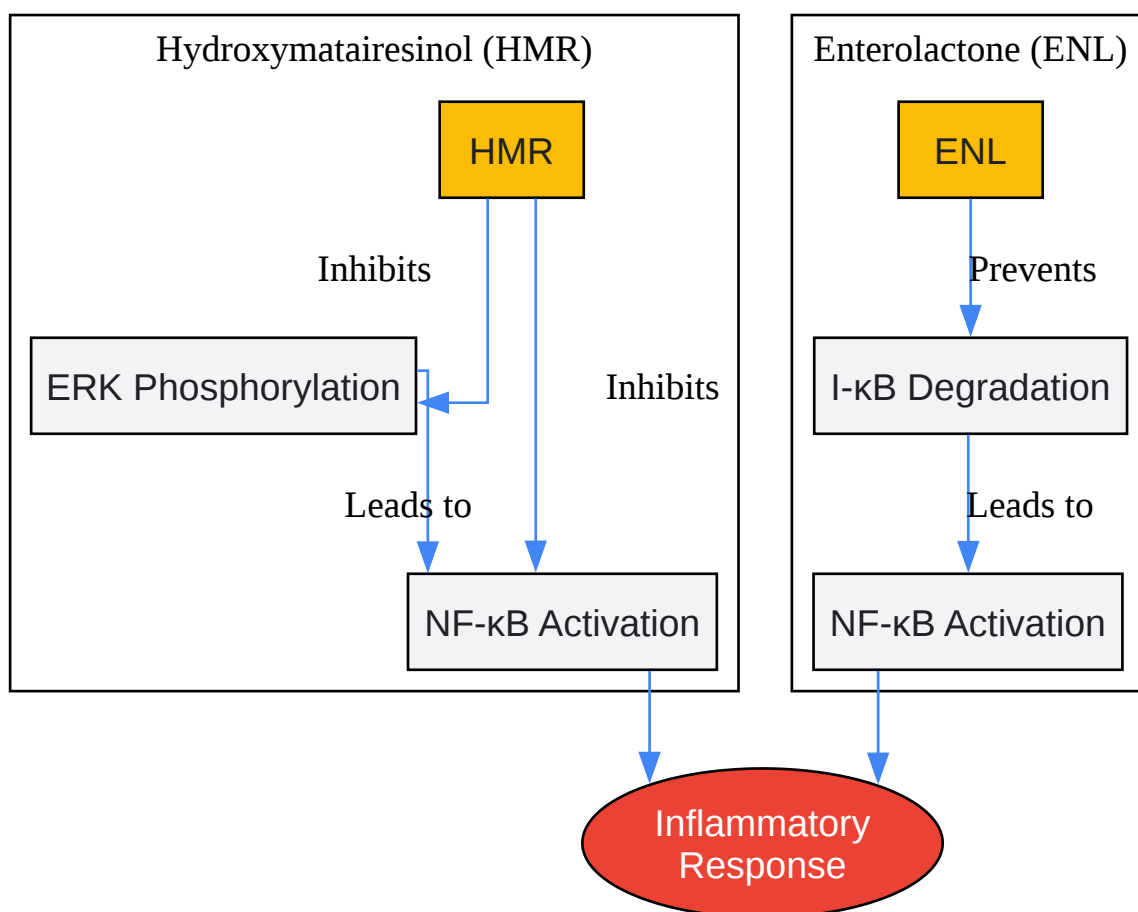 Hydroxymatairesinol (HMR)
HMR
Inhibits
ERK Phosphorylation
Inhibits
Leads to
NF-κB Activation
Enterolactone (ENL)
ENL
Prevents
I-κB Degradation
Leads to
NF-κB Activation
Inflammatory
Response